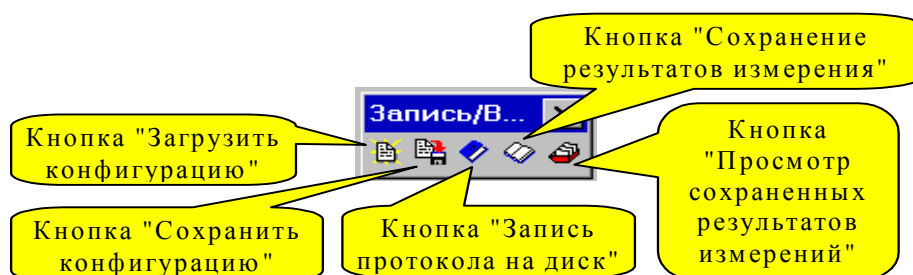 Кнопка "Сохранение
результатов измерения"
Запись/В...
Кнопка "Загрузить
конфигурацию"
Кнопка
"Просмотр
сохраненных
результатов
измерений"
Кнопка "Сохранить
конфигурацию"
Кнопка "Запись
протокола на диск"